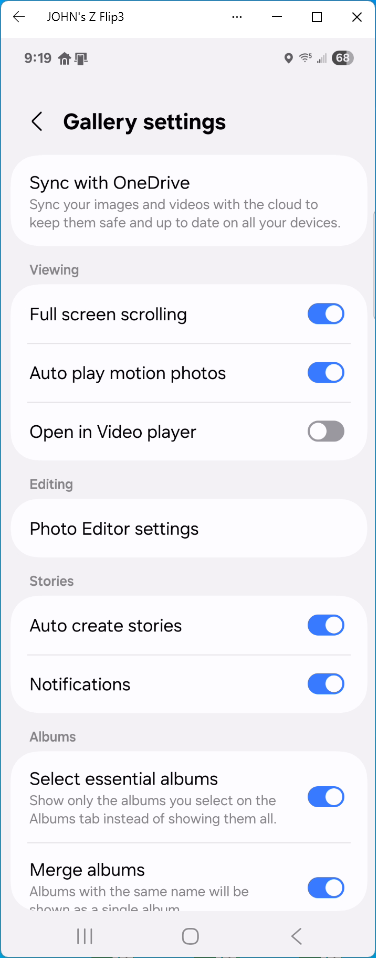 JOHN's Z Flip3
9:19
68
Gallery settings
Sync with OneDrive
Sync your images and videos with the cloud to
keep them safe and up to date on all your devices.
Viewing
Full screen scrolling
Auto play motion photos
Open in Video player
Editing
Photo Editor settings
Stories
Auto create stories
Notifications
Albums
Select essential albums
Show only the albums you select on the
Albums tab instead of showing them all.
Merge albums
Albums with the same name will be
shown as a single album